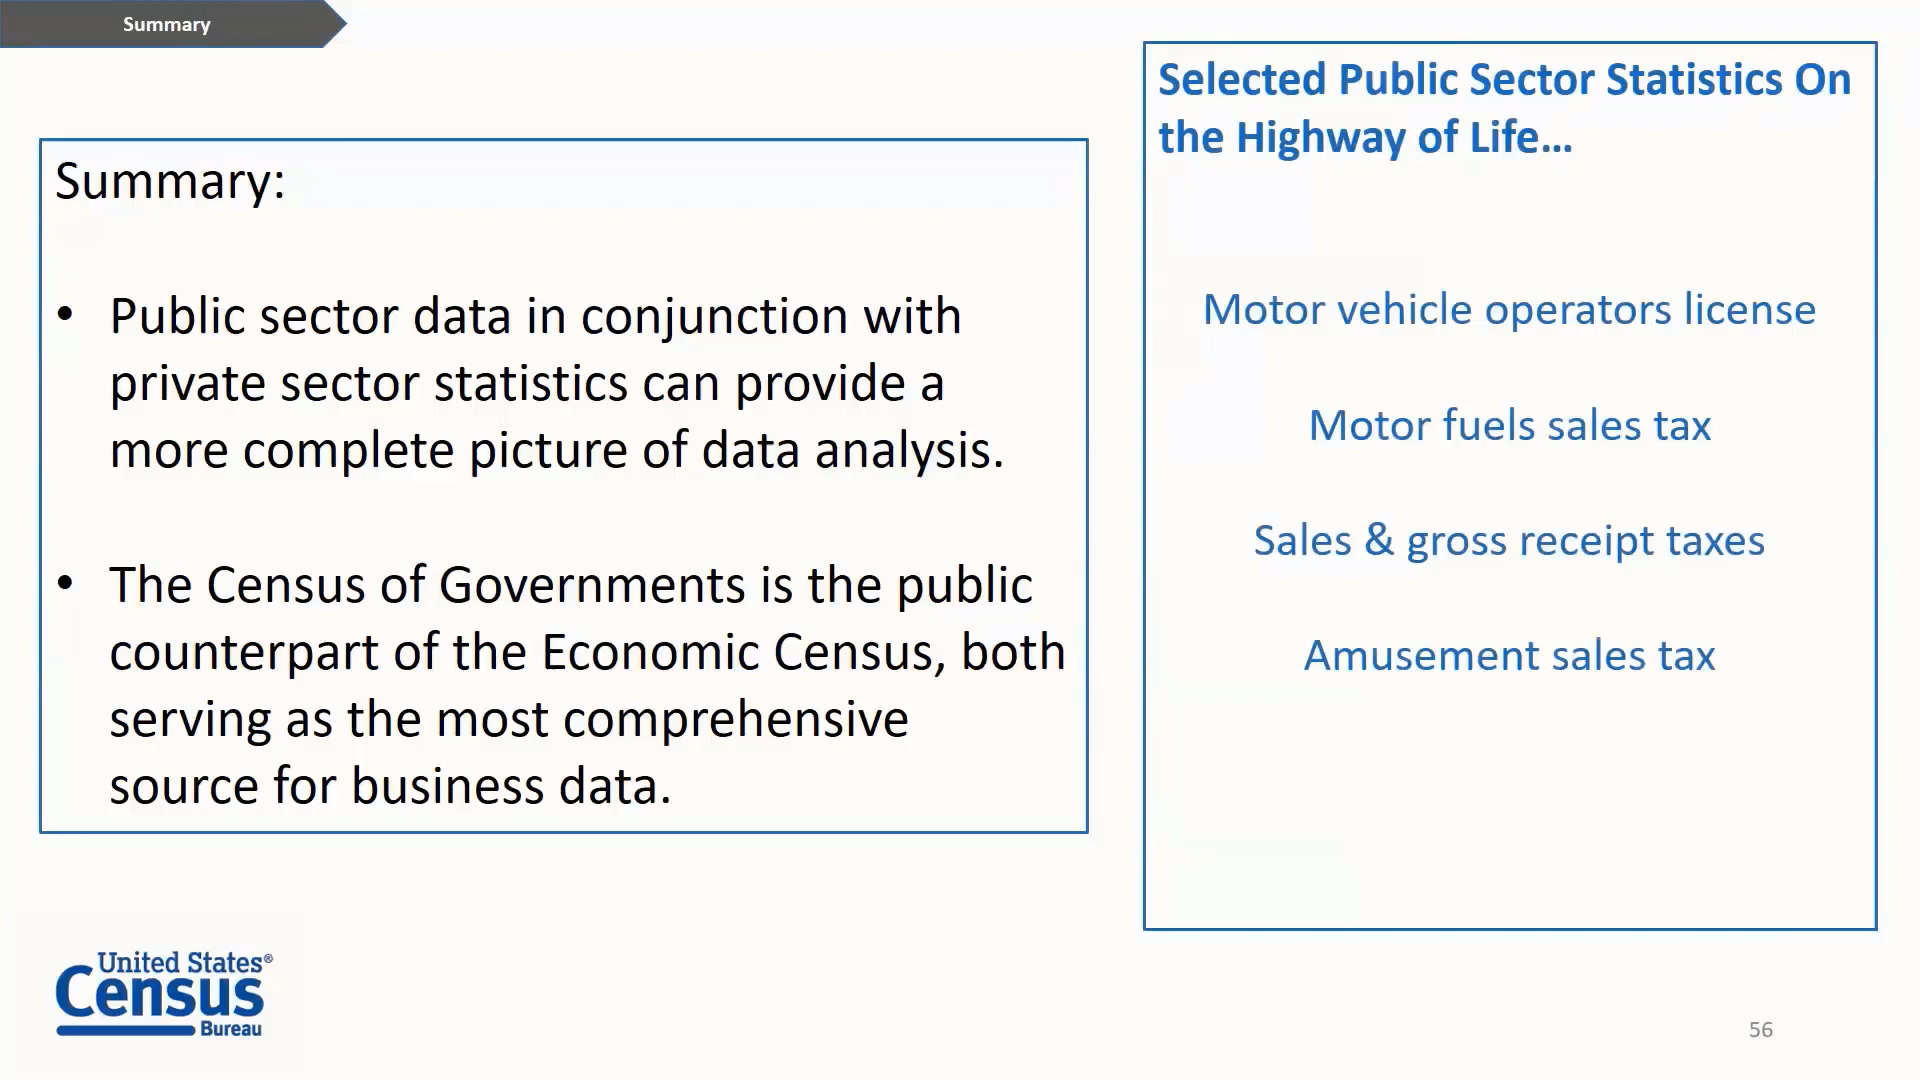 Summary
Summary:
• Public sector data in conjunction with
private sector statistics can provide a
more complete picture of data analysis.
• The Census of Governments is the public
counterpart of the Economic Census, both
serving as the most comprehensive
source for business data.
Selected Public Sector Statistics On
the Highway of Life...
Motor vehicle operators license
Motor fuels sales tax
Sales & gross receipt taxes
Amusement sales tax
United States®
Census
Bureau
56